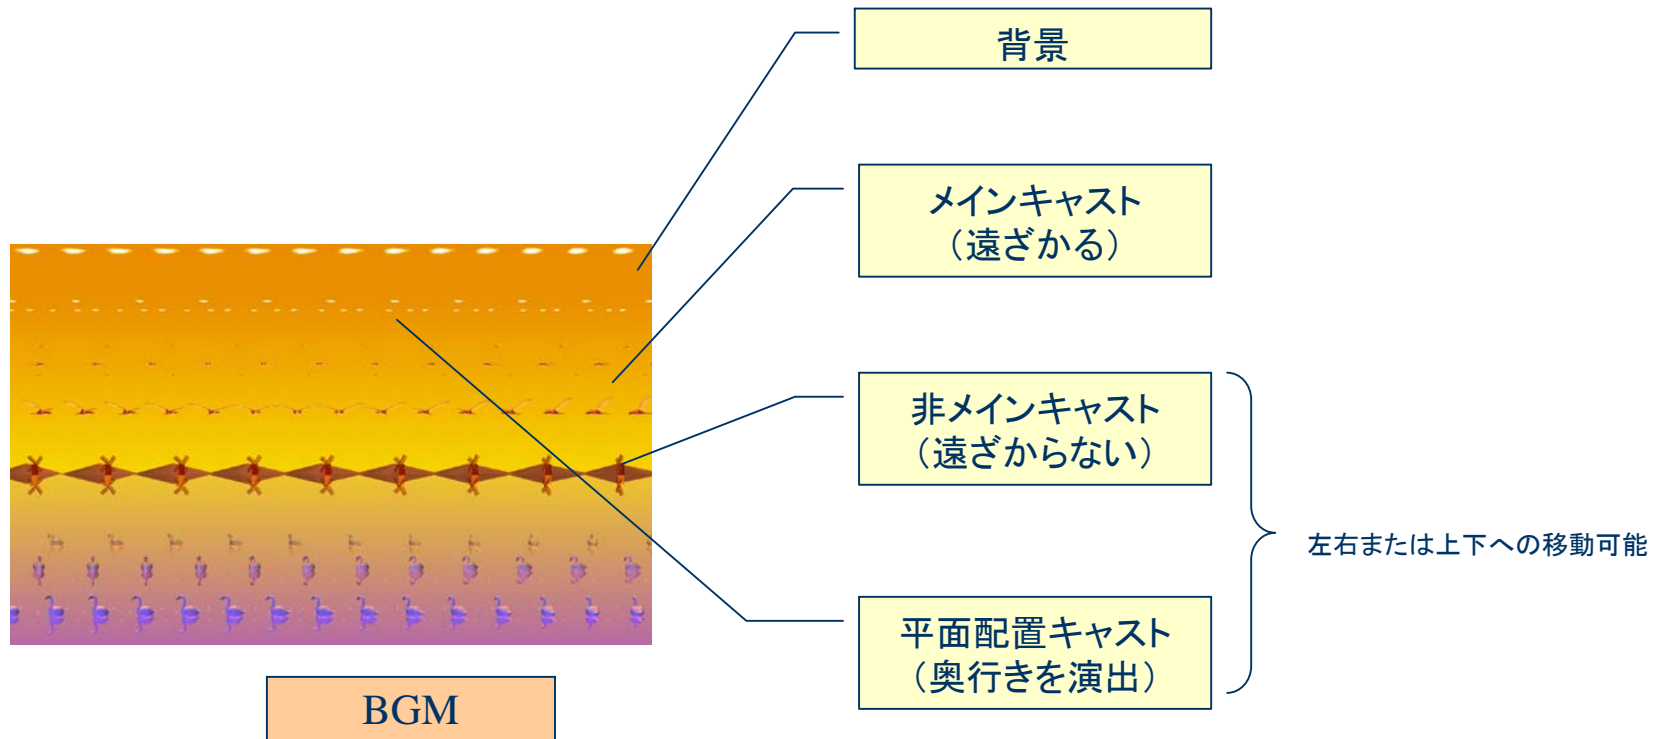 背景
メインキャスト
（遠ざかる）
非メインキャスト
（遠ざからない）
左右または上下への移動可能
平面配置キャスト
（奥行きを演出）
BGM